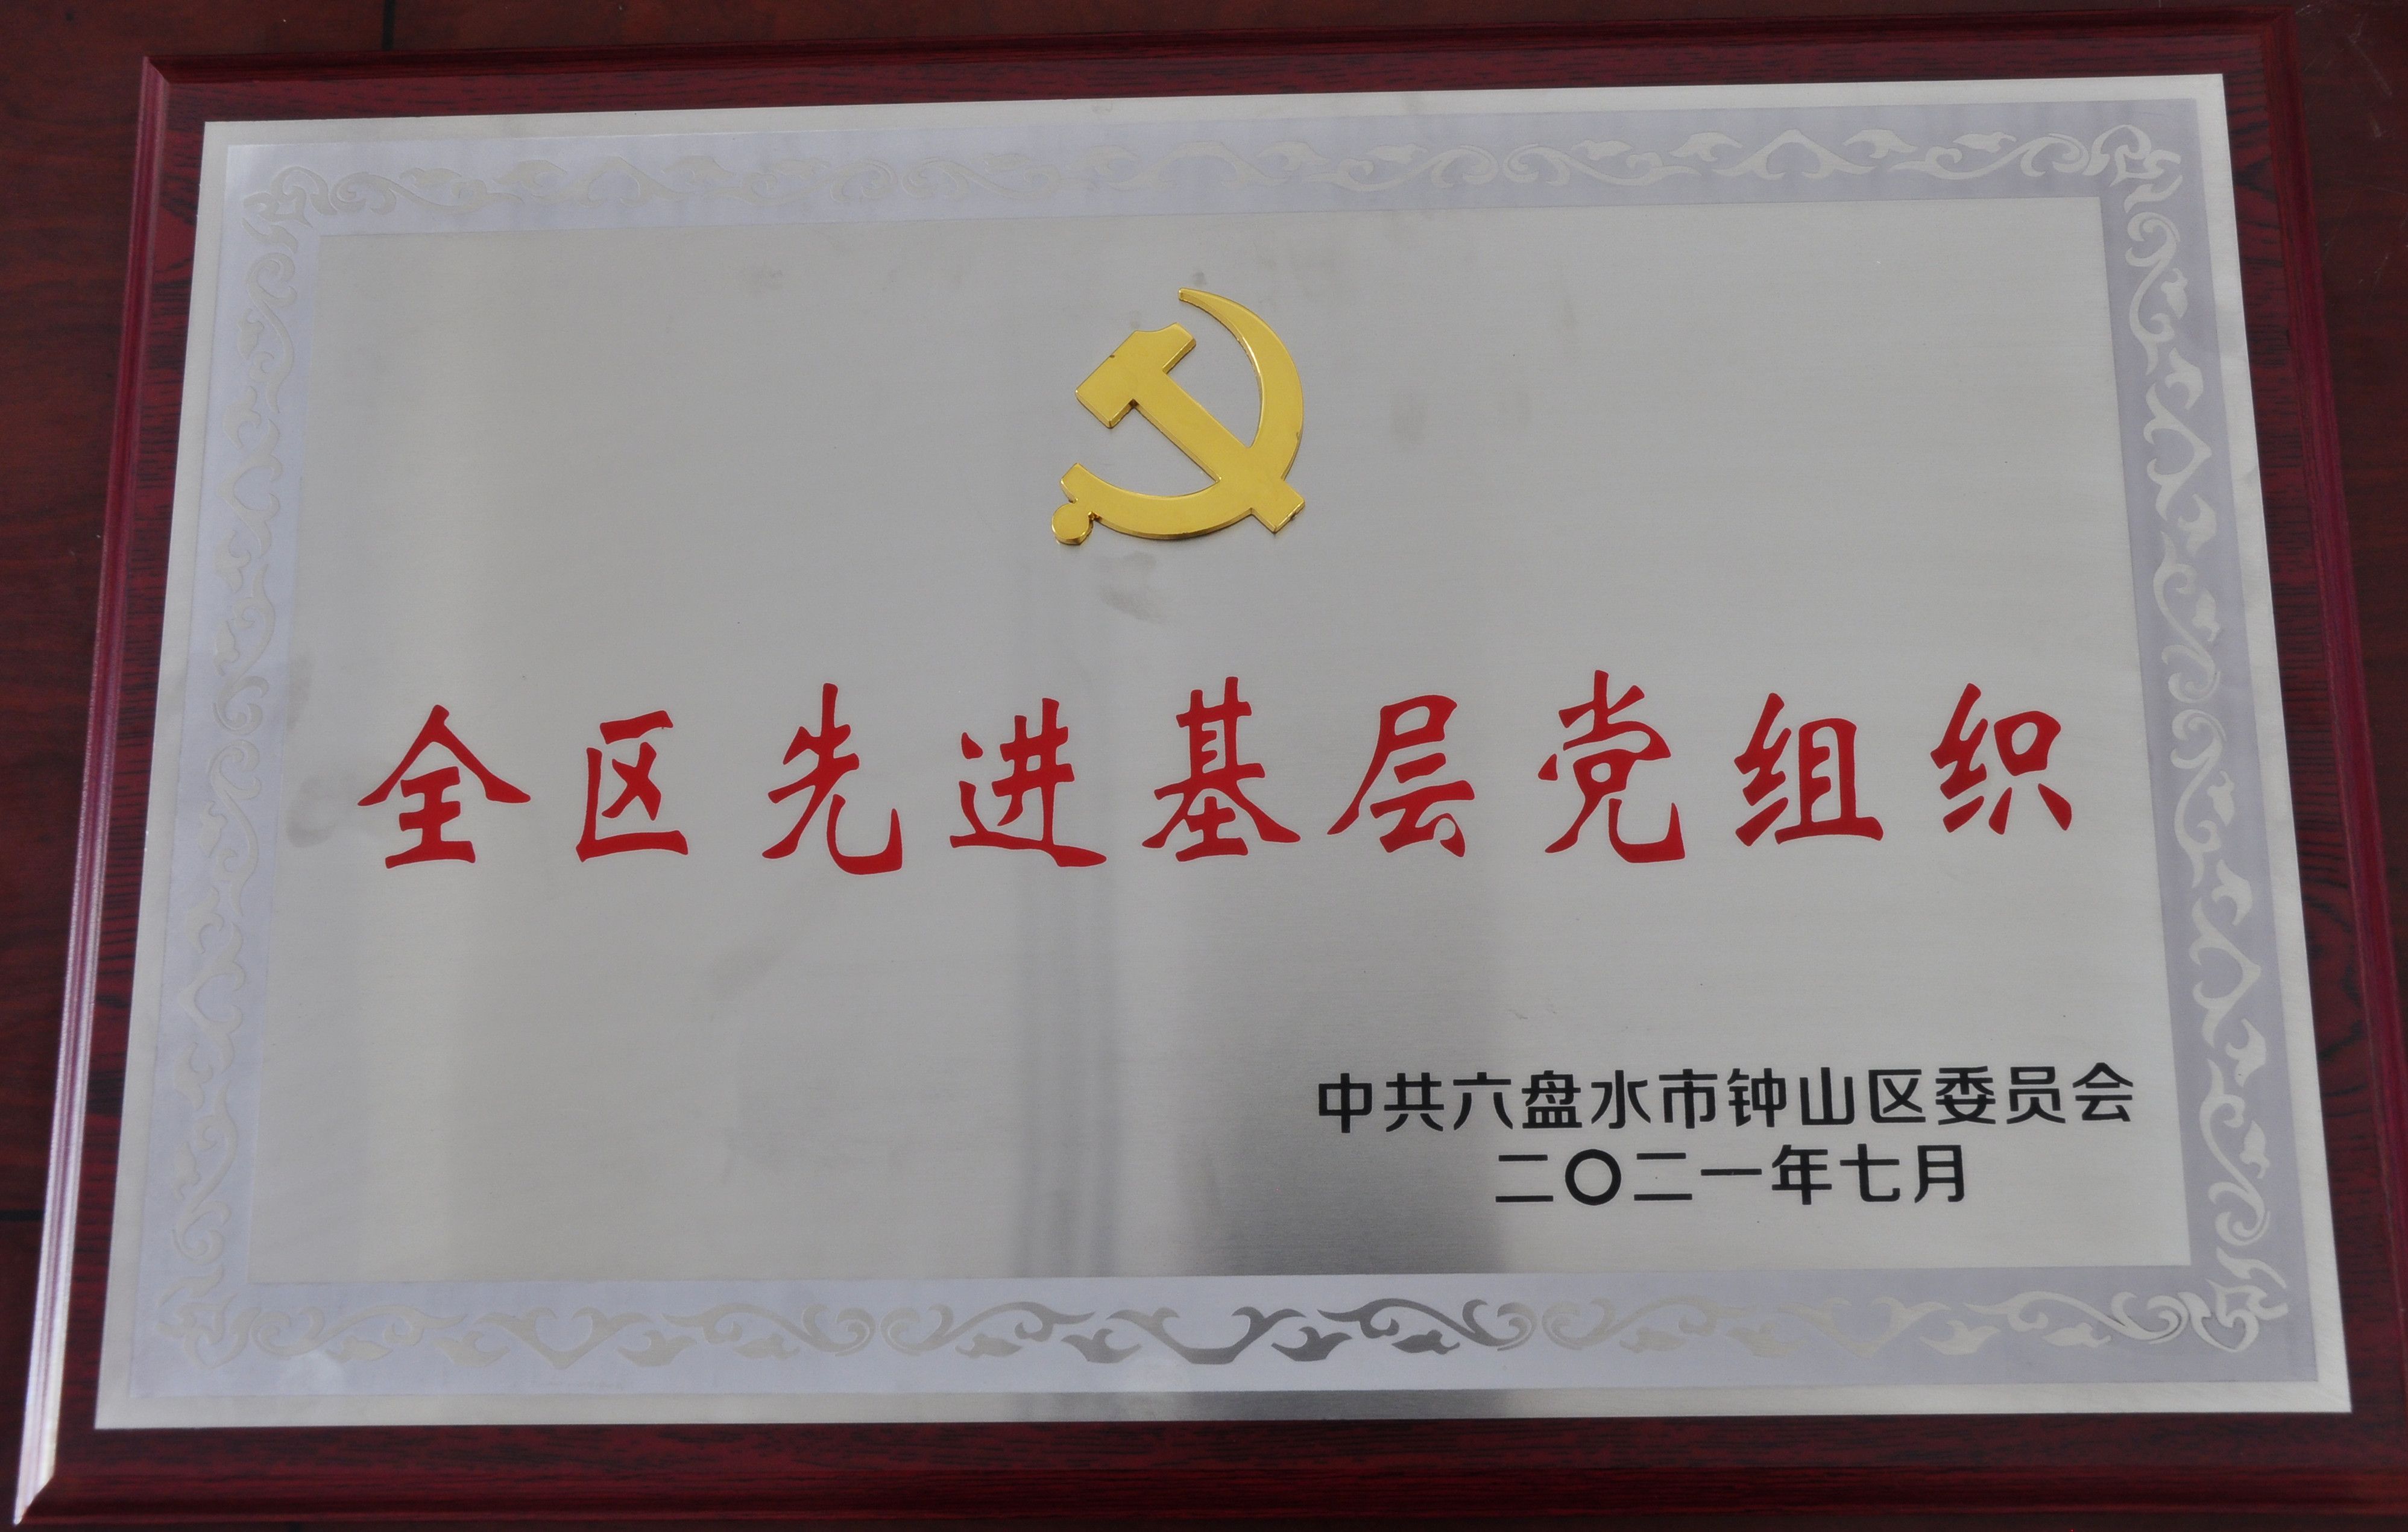 全区先进基层党组织
中共六盘水市钟山区委员会
二〇二一年七月